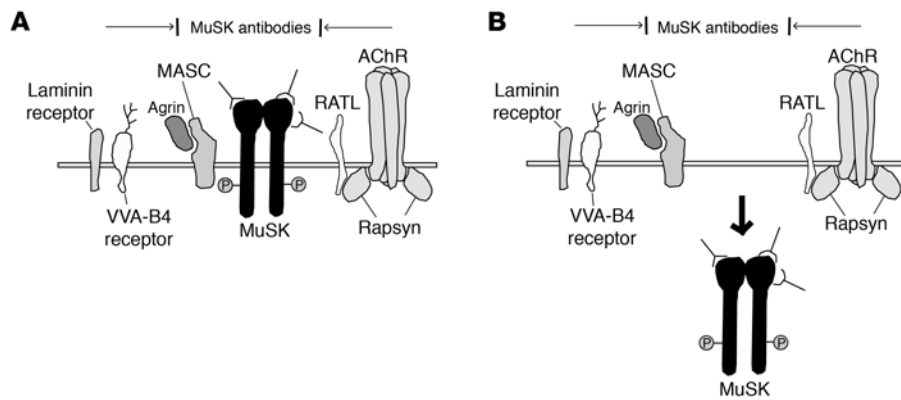 A
MuSK antibodies
AChR
MASC
Laminin
receptor
Agrin
RATL
P
P
VVA-B4
receptor
MuSK
Rapsyn
B
MuSK antibodies
AChR
MASC
Laminin
receptor
Agrin
RATL
VVA-B4
receptor
Rapsyn
P
P
MuSK